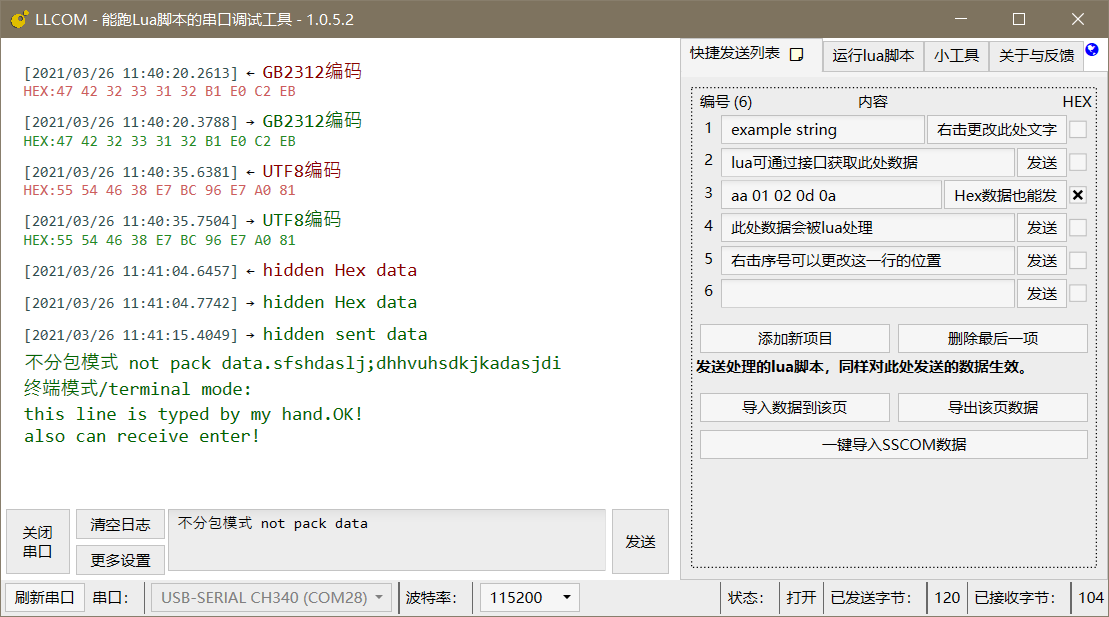 LLCOM - 能跑Lua脚本的串口调试工具 - 1.0.5.2
[2021/03/26 11:40:20.2613] ← GB2312编码
HEX:47 42 32 33 31 32 B1 E0 C2 EB
[2021/03/26 11:40:20.3788] → GB2312编码
HEX:47 42 32 33 31 32 B1 E0 C2 EB
[2021/03/26 11:40:35.6381] ← UTF8编码
HEX:55 54 46 38 E7 BC 96 E7 A0 81
[2021/03/26 11:40:35.7504] → UTF8编码
HEX:55 54 46 38 E7 BC 96 E7 A0 81
[2021/03/26 11:41:04.6457] ← hidden Hex data
[2021/03/26 11:41:04.7742] → hidden Hex data
[2021/03/26 11:41:15.4049] → hidden sent data
不分包模式 not pack data.sfshdaslj;dhhvuhsdkjkadasjdi
终端模式/terminal mode:
this line is typed by my hand.OK!
also can receive enter!
关闭
串口
清空日志
更多设置
不分包模式 not pack data
发送
快捷发送列表 运行lua脚本 小工具 关于与反馈
编号 (6) 内容 HEX
1 example string 右击更改此处文字
2 lua可通过接口获取此处数据 发送
3 aa 01 02 0d 0a Hex数据也能发
4 此处数据会被lua处理 发送
5 右击序号可以更改这一行的位置 发送
6 发送
添加新项目 删除最后一项
发送处理的lua脚本，同样对此处发送的数据生效。
导入数据到该页 导出该页数据
一键导入SSCOM数据
刷新串口 串口： USB-SERIAL CH340 (COM28) 波特率： 115200 状态： 打开 已发送字节： 120 已接收字节： 104